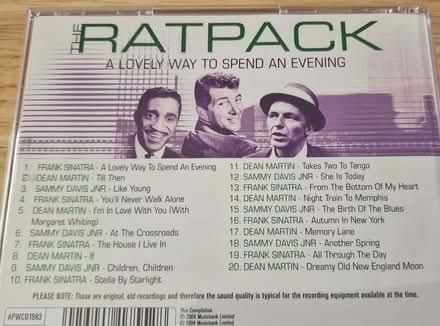 THE RATPACK
A LOVELY WAY TO SPEND AN EVENING
1. FRANK SINATRA - A Lovely Way To Spend An Evening
2. DEAN MARTIN - Till Then
3. SAMMY DAVIS JNR - Like Young
4. FRANK SINATRA - You'll Never Walk Alone
5. DEAN MARTIN - I'm In Love With You (With
Margaret Whiting)
6. SAMMY DAVIS JNR - At The Crossroads
7. FRANK SINATRA - The House I Live In
8. DEAN MARTIN - If
9. SAMMY DAVIS JNR - Children, Children
10. FRANK SINATRA - Stella By Starlight
11. DEAN MARTIN - Takes Two To Tango
12. SAMMY DAVIS JNR - She Is Today
13. FRANK SINATRA - From The Bottom Of My Heart
14. DEAN MARTIN - Night Train To Memphis
15. SAMMY DAVIS JNR - The Birth Of The Blues
16. FRANK SINATRA - Autumn In New York
17. DEAN MARTIN - Memory Lane
18. SAMMY DAVIS JNR - Another Spring
19. FRANK SINATRA - All Through The Day
20. DEAN MARTIN - Dreamy Old New England Moon
PLEASE NOTE: These are original, old recordings and therefore the sound quality is typical for the recording equipment available at the time.
APWCD1983
This Compilation
℗ 2004 Musicbank Limited
© 2004 Musicbank Limited